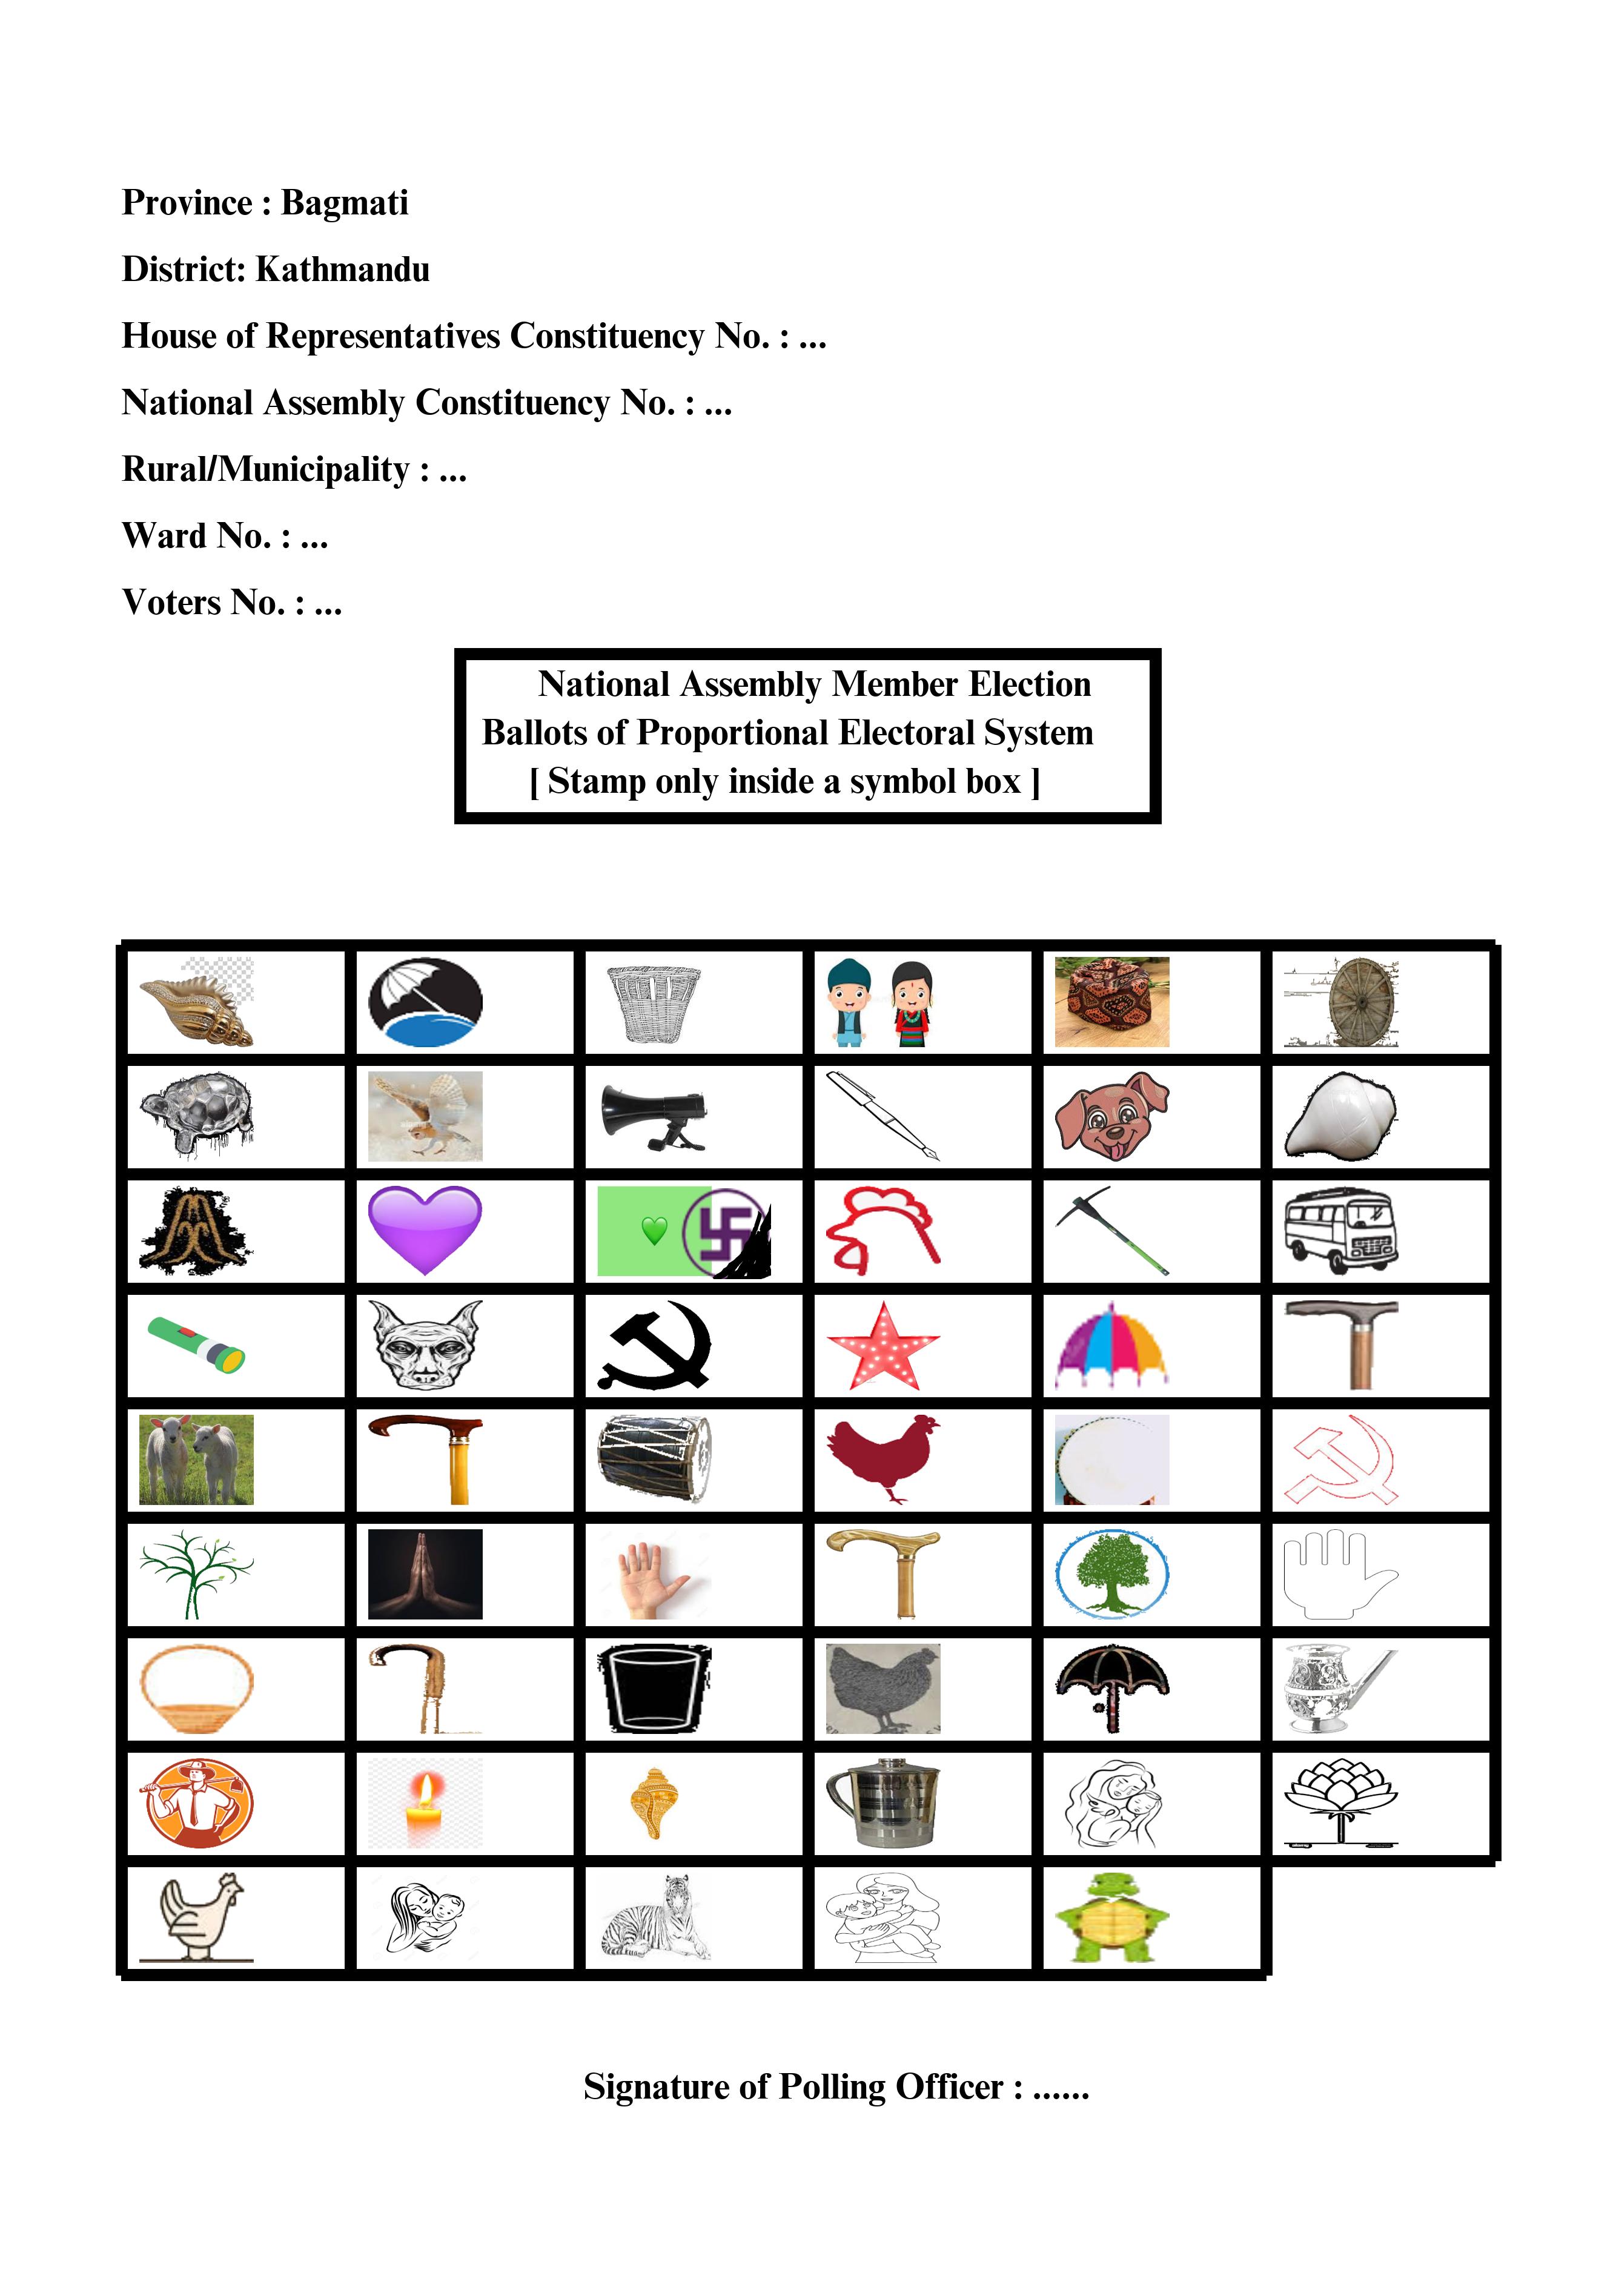 Province : Bagmati
District: Kathmandu
House of Representatives Constituency No. : ...
National Assembly Constituency No. : ...
Rural/Municipality : ...
Ward No. : ...
Voters No. : ...
National Assembly Member Election
Ballots of Proportional Electoral System
[ Stamp only inside a symbol box ]
Signature of Polling Officer : ......